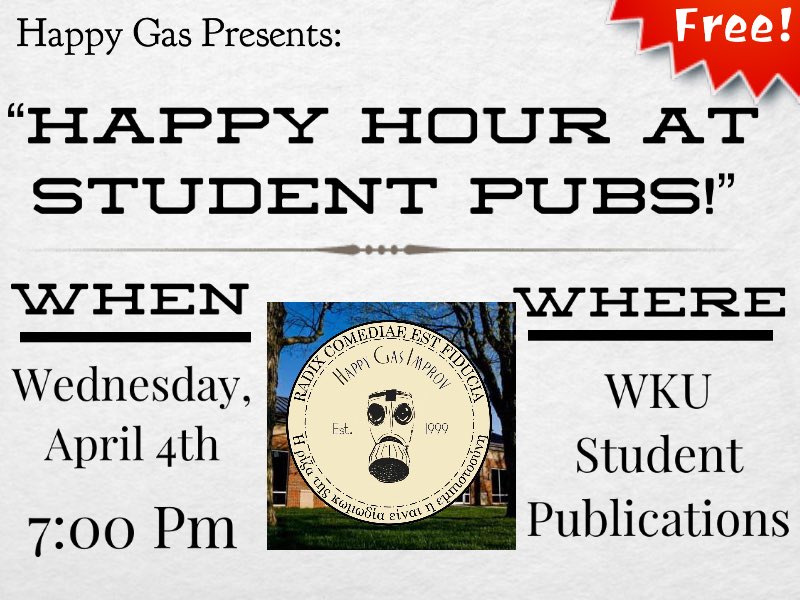 Happy Gas Presents:
Free!
“HAPPY HOUR AT
STUDENT PUBS!”
WHEN
Wednesday,
April 4th
7:00 Pm
RADIX COMEDIAE EST FIDUCIA
Happy Gas Improv
Est. 1999
Η ρίζα της κωμωδία είναι η εμπιστοσύνη
WHERE
WKU
Student
Publications